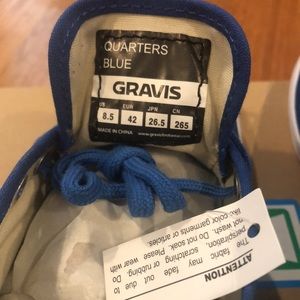 QUARTERS
BLUE
GRAVIS
US EUR JPN CN
8.5 42 26.5 265
MADE IN CHINA www.gravisfootwear.com
ATTENTION
The fabric may fade out due to
perspiration, scratching or rubbing. Do
not wash. Do not soak. Please wear with
like-color garments or articles.